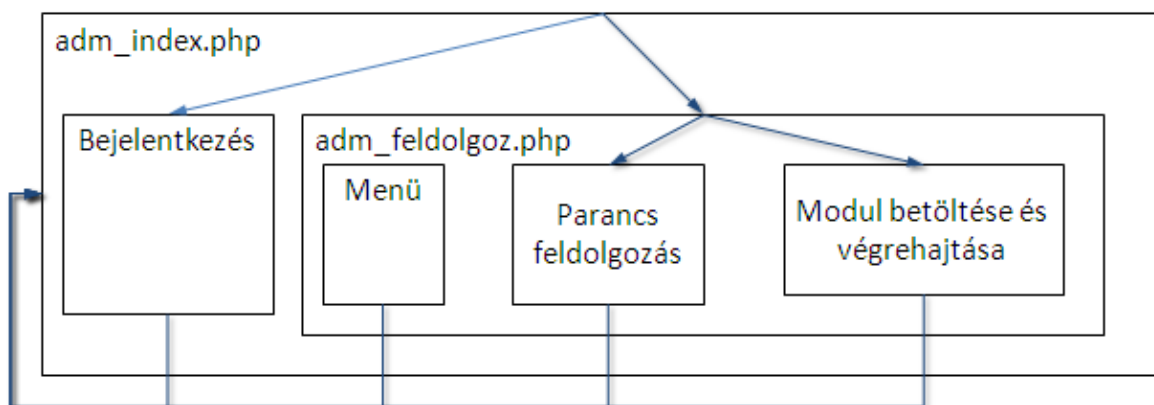 adm_index.php
Bejelentkezés
adm_feldolgoz.php
Menü
Parancs
feldolgozás
Modul betöltése és
végrehajtása